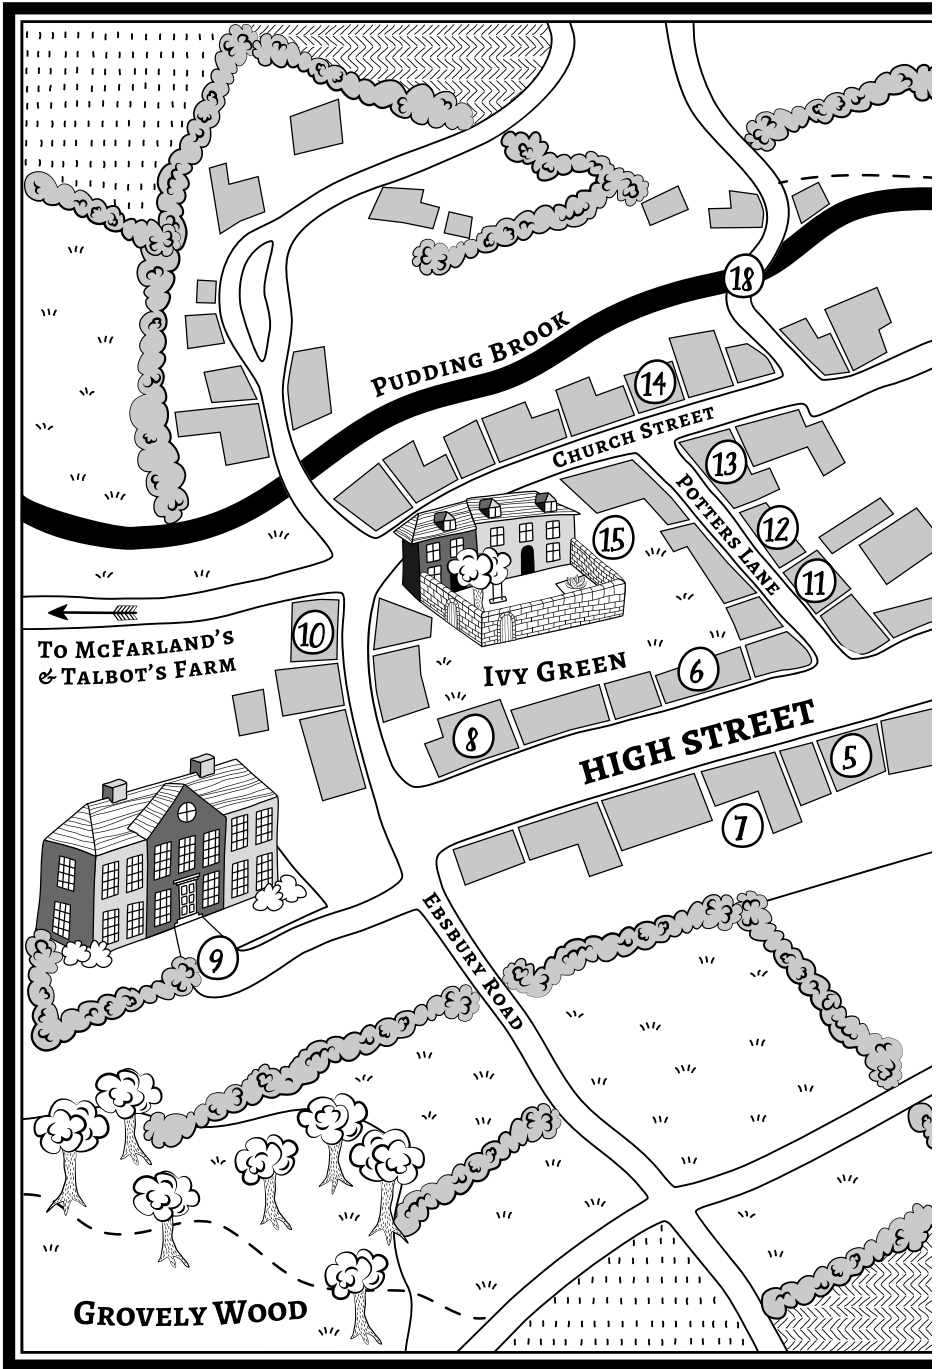 18
PUDDING BROOK
14
CHURCH STREET
13
POTTERS LANE
15
12
11
10
TO MCFARLAND'S
& TALBOT'S FARM
IVY GREEN
6
8
HIGH STREET
5
7
EBSBURY ROAD
9
GROVELY WOOD